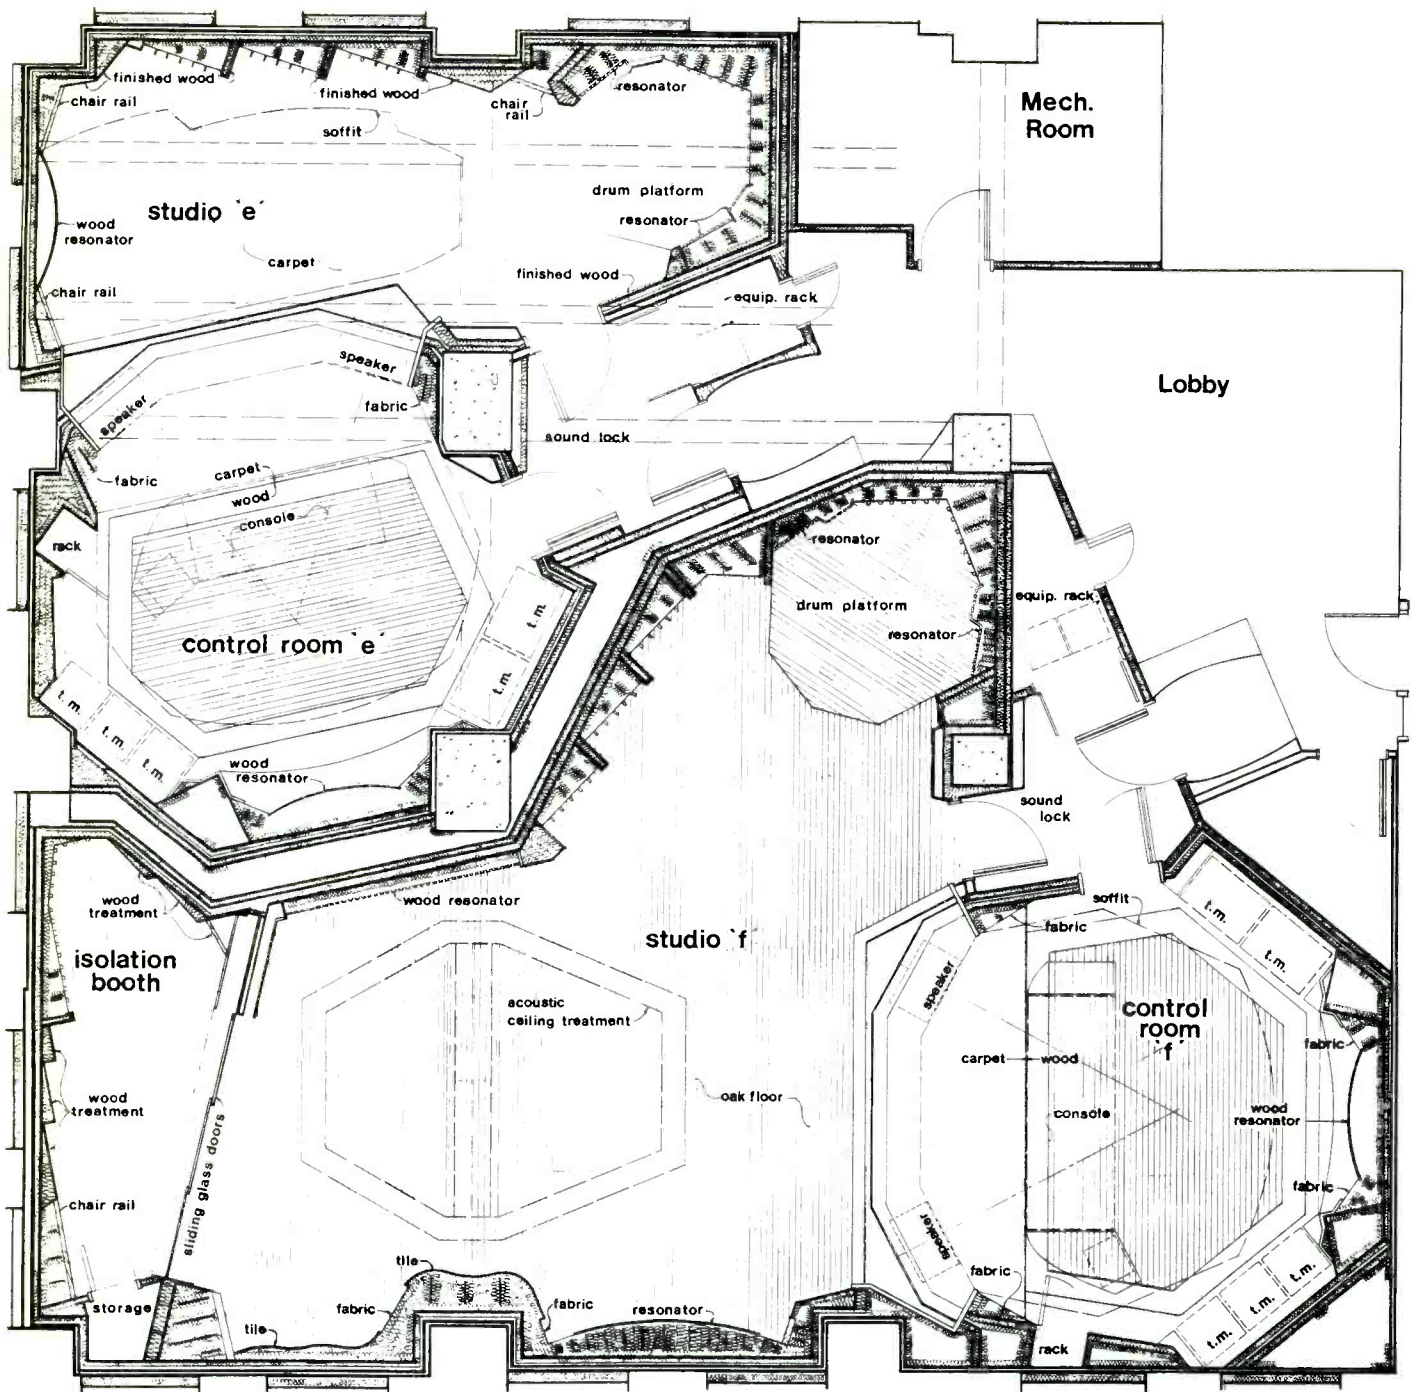 finished wood
chair rail
finished wood
chair
rail
resonator
soffit
Mech.
Room
drum platform
resonator
studio 'e'
wood
resonator
carpet
finished wood
chair rail
equip. rack
speaker
fabric
Lobby
speaker
sound lock
carpet
wood
console
fabric
rack
resonator
drum platform
equip. rack
resonator
control room 'e'
t.m.
t.m.
t.m.
t.m.
t.m.
wood
resonator
sound
lock
wood
treatment
wood resonator
soffit
fabric
t.m.
t.m.
studio 'f'
isolation
booth
speaker
acoustic
ceiling treatment
control
room
'f'
fabric
carpet
wood
wood
treatment
oak floor
console
wood
resonator
sliding glass doors
chair rail
fabric
speaker
tile
fabric
t.m.
t.m.
t.m.
storage
fabric
fabric
resonator
tile
rack